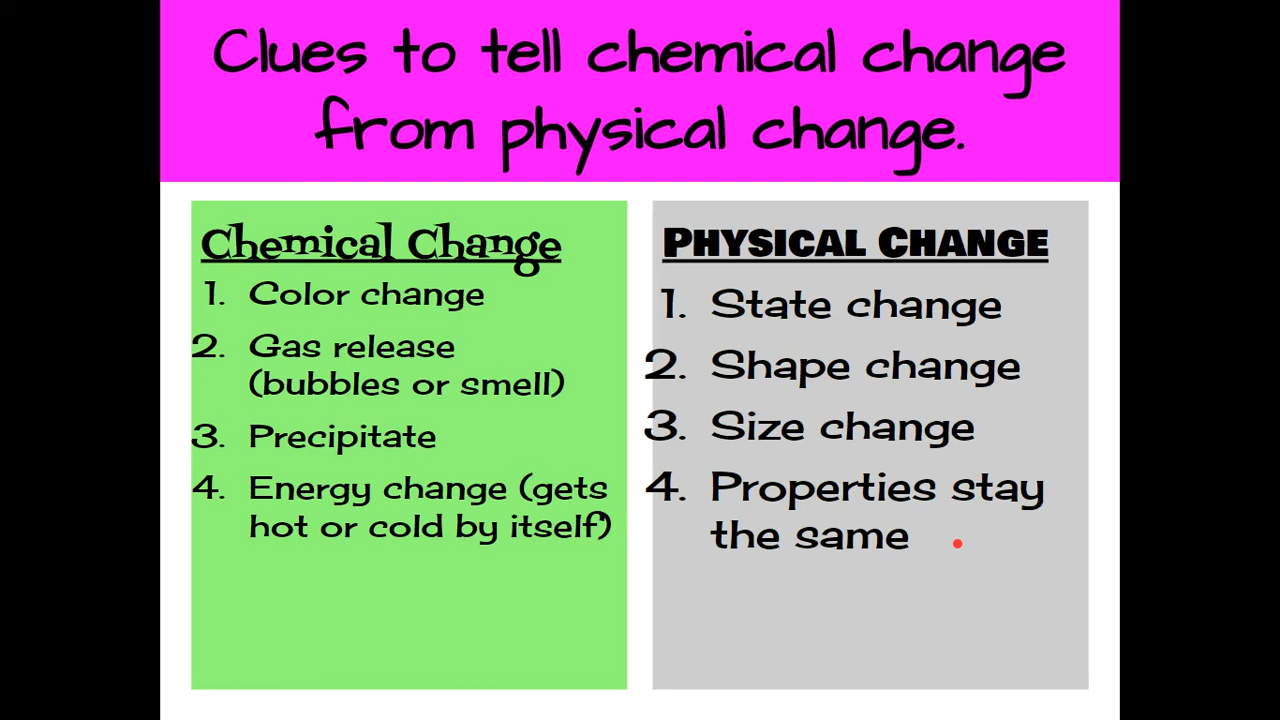 Clues to tell chemical change
from physical change.
Chemical Change
1. Color change
2. Gas release
(bubbles or smell)
3. Precipitate
4. Energy change (gets
hot or cold by itself)
Physical Change
1. State change
2. Shape change
3. Size change
4. Properties stay
the same